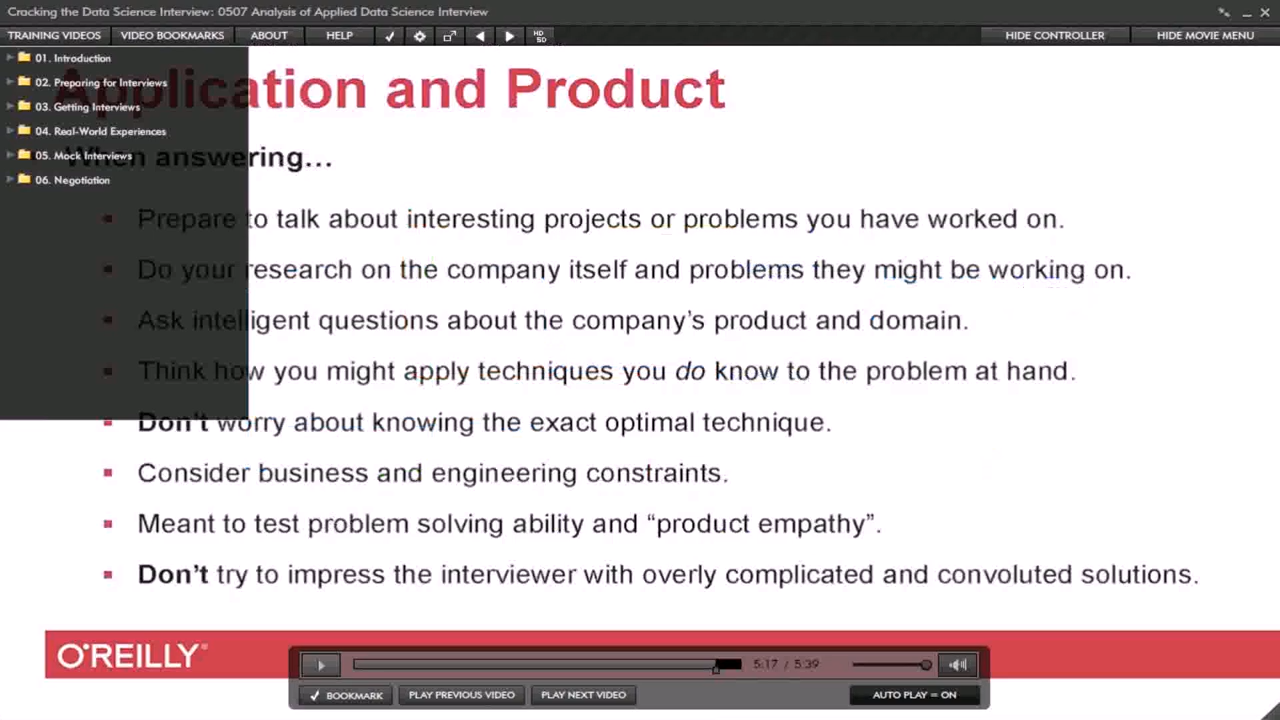 Cracking the Data Science Interview: 0507 Analysis of Applied Data Science Interview
TRAINING VIDEOS VIDEO BOOKMARKS ABOUT HELP HD SD HIDE CONTROLLER HIDE MOVIE MENU
01. Introduction
02. Preparing for Interviews
03. Getting Interviews
04. Real-World Experiences
05. Mock Interviews
06. Negotiation
Application and Product
When answering...
Prepare to talk about interesting projects or problems you have worked on.
Do your research on the company itself and problems they might be working on.
Ask intelligent questions about the company’s product and domain.
Think how you might apply techniques you do know to the problem at hand.
Don’t worry about knowing the exact optimal technique.
Consider business and engineering constraints.
Meant to test problem solving ability and “product empathy”.
Don’t try to impress the interviewer with overly complicated and convoluted solutions.
O’REILLY®
5:17 / 5:39
BOOKMARK PLAY PREVIOUS VIDEO PLAY NEXT VIDEO AUTO PLAY = ON